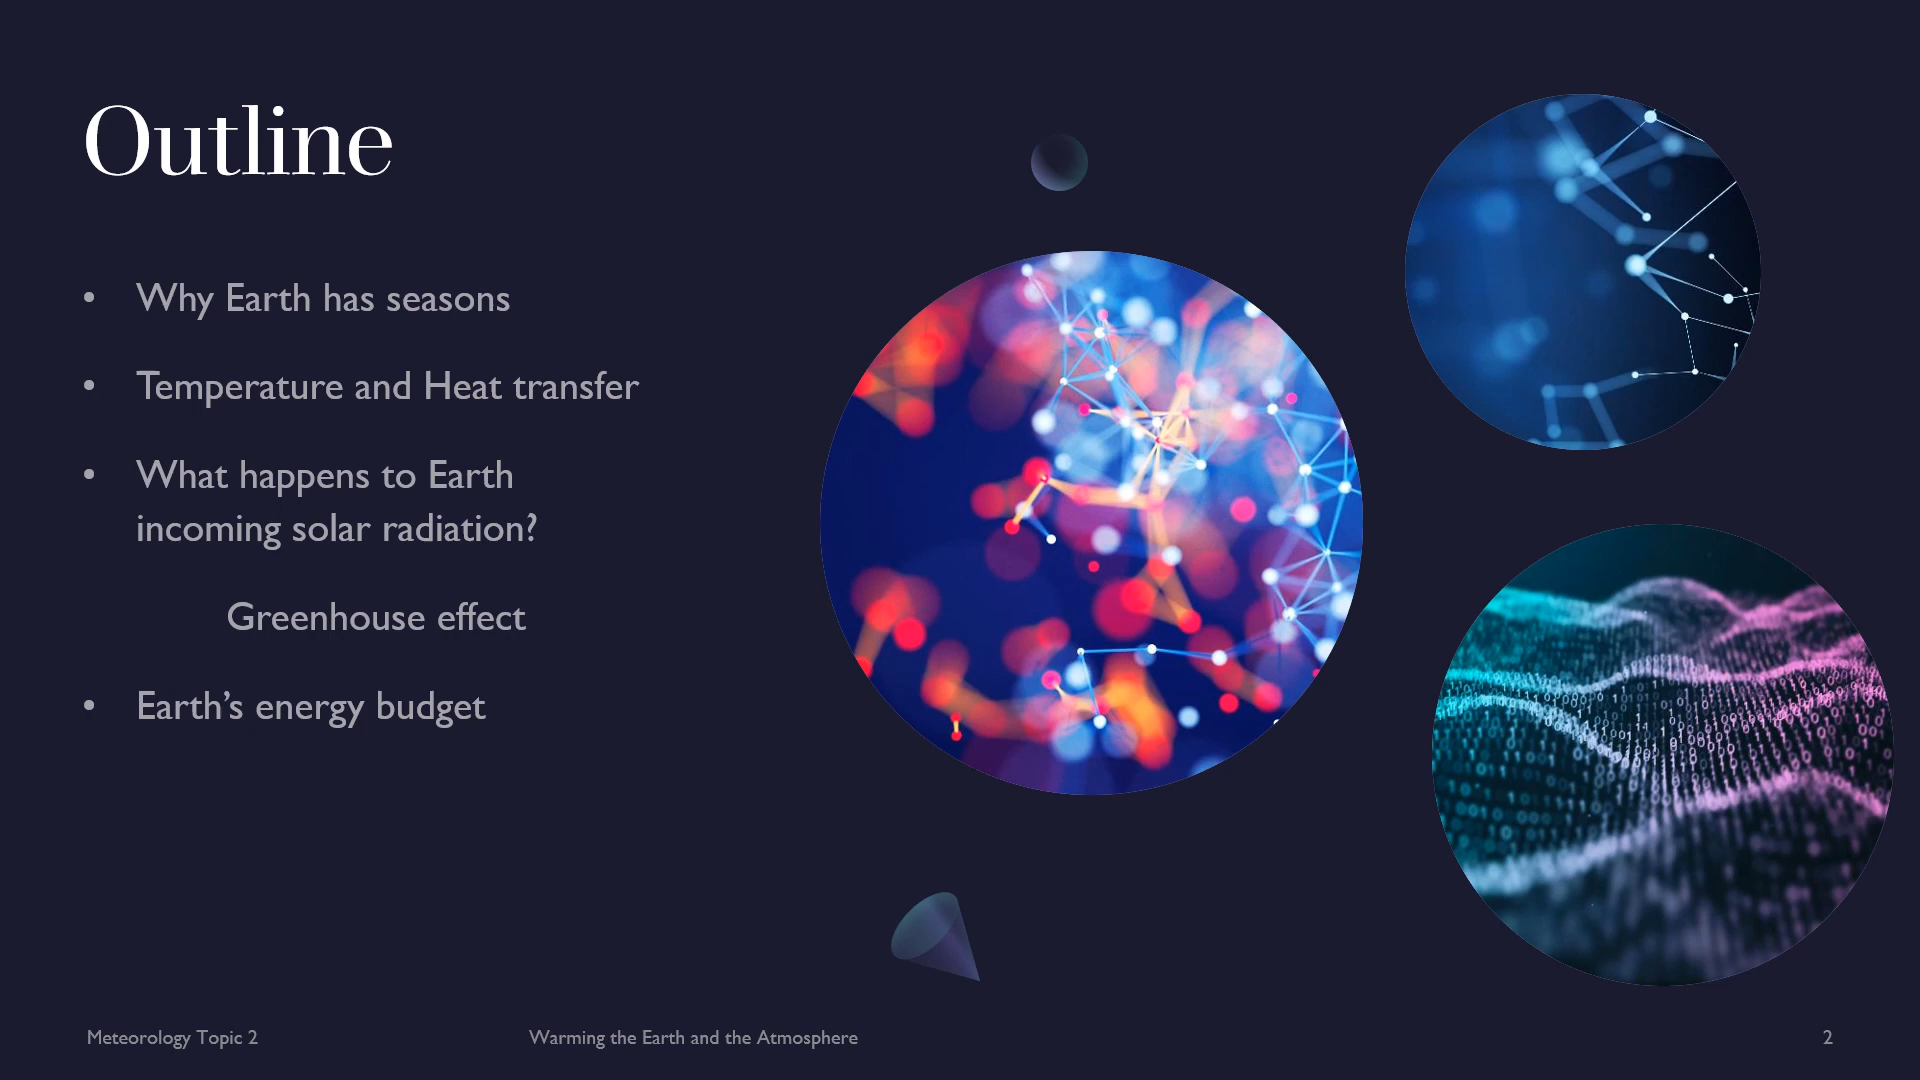 Outline
• Why Earth has seasons
• Temperature and Heat transfer
• What happens to Earth
incoming solar radiation?
Greenhouse effect
• Earth’s energy budget
Meteorology Topic 2
Warming the Earth and the Atmosphere
2